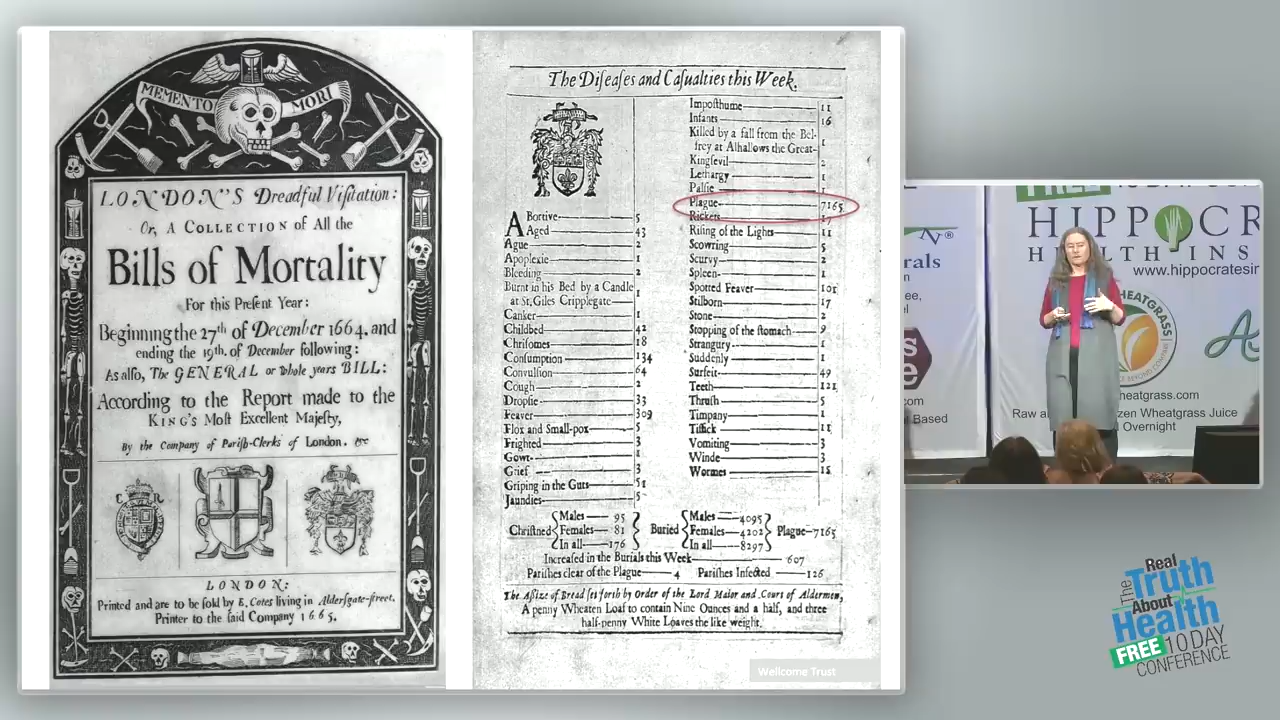 MEMENTO MORI
LONDON'S Dreadful Viſitation:
Or, A COLLECTION of All the
Bills of Mortality
For this Preſent Year:
Beginning the 27th of December 1664. and
ending the 19th. of December following:
As alſo, The GENERAL or whole years BILL:
According to the Report made to the
KING'S Moſt Excellent Majeſty,
By the Company of Pariſh-Clerks of London. &c
LONDON:
Printed and are to be ſold by E. Cotes living in Alderſgate-ſtreet.
Printer to the ſaid Company 1665.
The Diſeaſes and Caſualties this Week.
ABortive 5
Aged 43
Ague 2
Apoplexie 1
Bleeding 2
Burnt in his Bed by a Candle
at St. Giles Cripplegate 1
Canker 1
Childbed 42
Chriſomes 18
Conſumption 134
Convulſion 64
Cough 2
Dropſie 33
Feaver 309
Flox and Small-pox 5
Frighted 3
Gowt 1
Grief 3
Griping in the Guts 51
Jaundies 5
Impoſthume 11
Infants 16
Killed by a fall from the Bel-
frey at Alhallows the Great 1
Kingſevil 2
Lethargy 1
Palſie 1
Plague 7165
Rickets 1
Riſing of the Lights 11
Scowring 5
Scurvy 2
Spleen 1
Spotted Feaver 101
Stilborn 17
Stone 2
Stopping of the ſtomach 9
Strangury 1
Suddenly 1
Surfeit 49
Teeth 121
Thruſh 5
Timpany 1
Tiſſick 11
Vomiting 3
Winde 3
Wormes 15
Chriſtned Males 95 Females 81 In all 176
Buried Males 4095 Females 4202 In all 8297
Plague 7165
Increaſed in the Burials this Week 607
Pariſhes clear of the Plague 4 Pariſhes Infected 126
The Aſſize of Bread ſet forth by Order of the Lord Maior and Court of Aldermen,
A penny Wheaten Loaf to contain Nine Ounces and a half, and three
half-penny White Loaves the like weight.
Wellcome Trust
FREE
HIPPOCR
HEALTH INS
www.hippocratesin
N®
rals
HEATGRASS
heatgrass.com
Raw a zen Wheatgrass Juice
Overnight
.com
al Based
The Real
Truth
About
Health
FREE 10 DAY
CONFERENCE